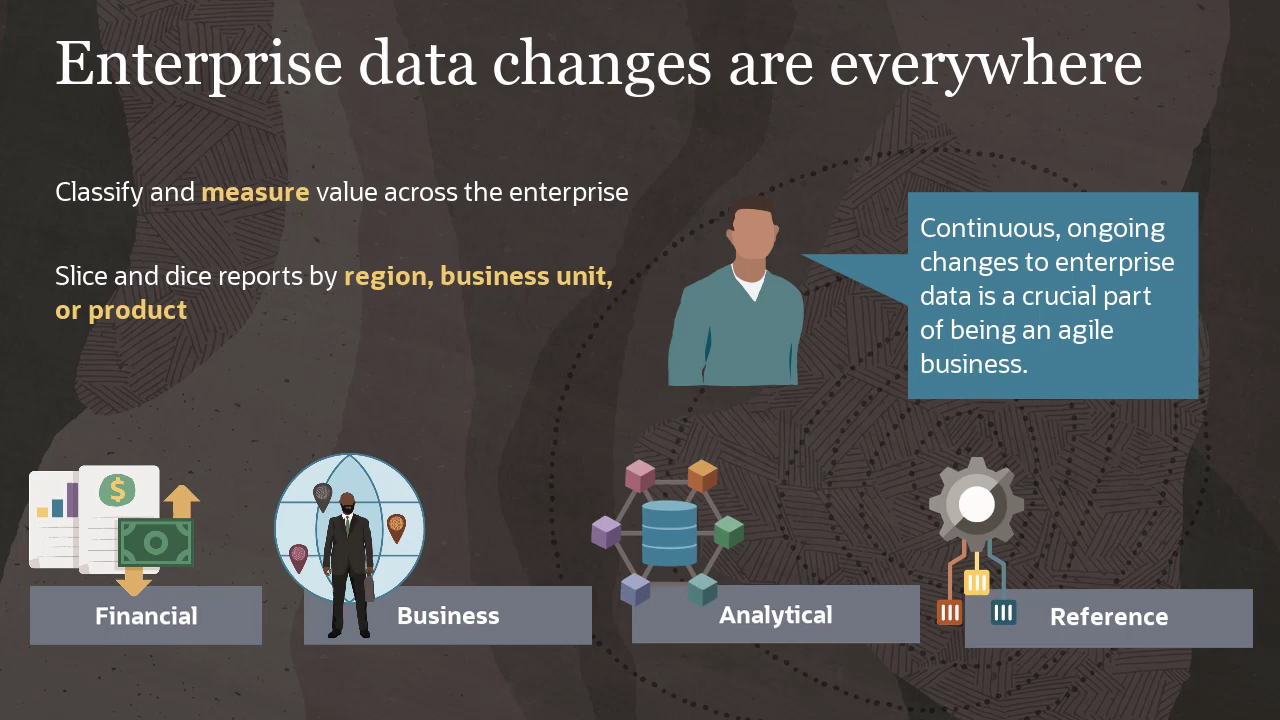 Enterprise data changes are everywhere
Classify and measure value across the enterprise
Slice and dice reports by region, business unit,
or product
Continuous, ongoing
changes to enterprise
data is a crucial part
of being an agile
business.
$
Financial
Business
Analytical
Reference